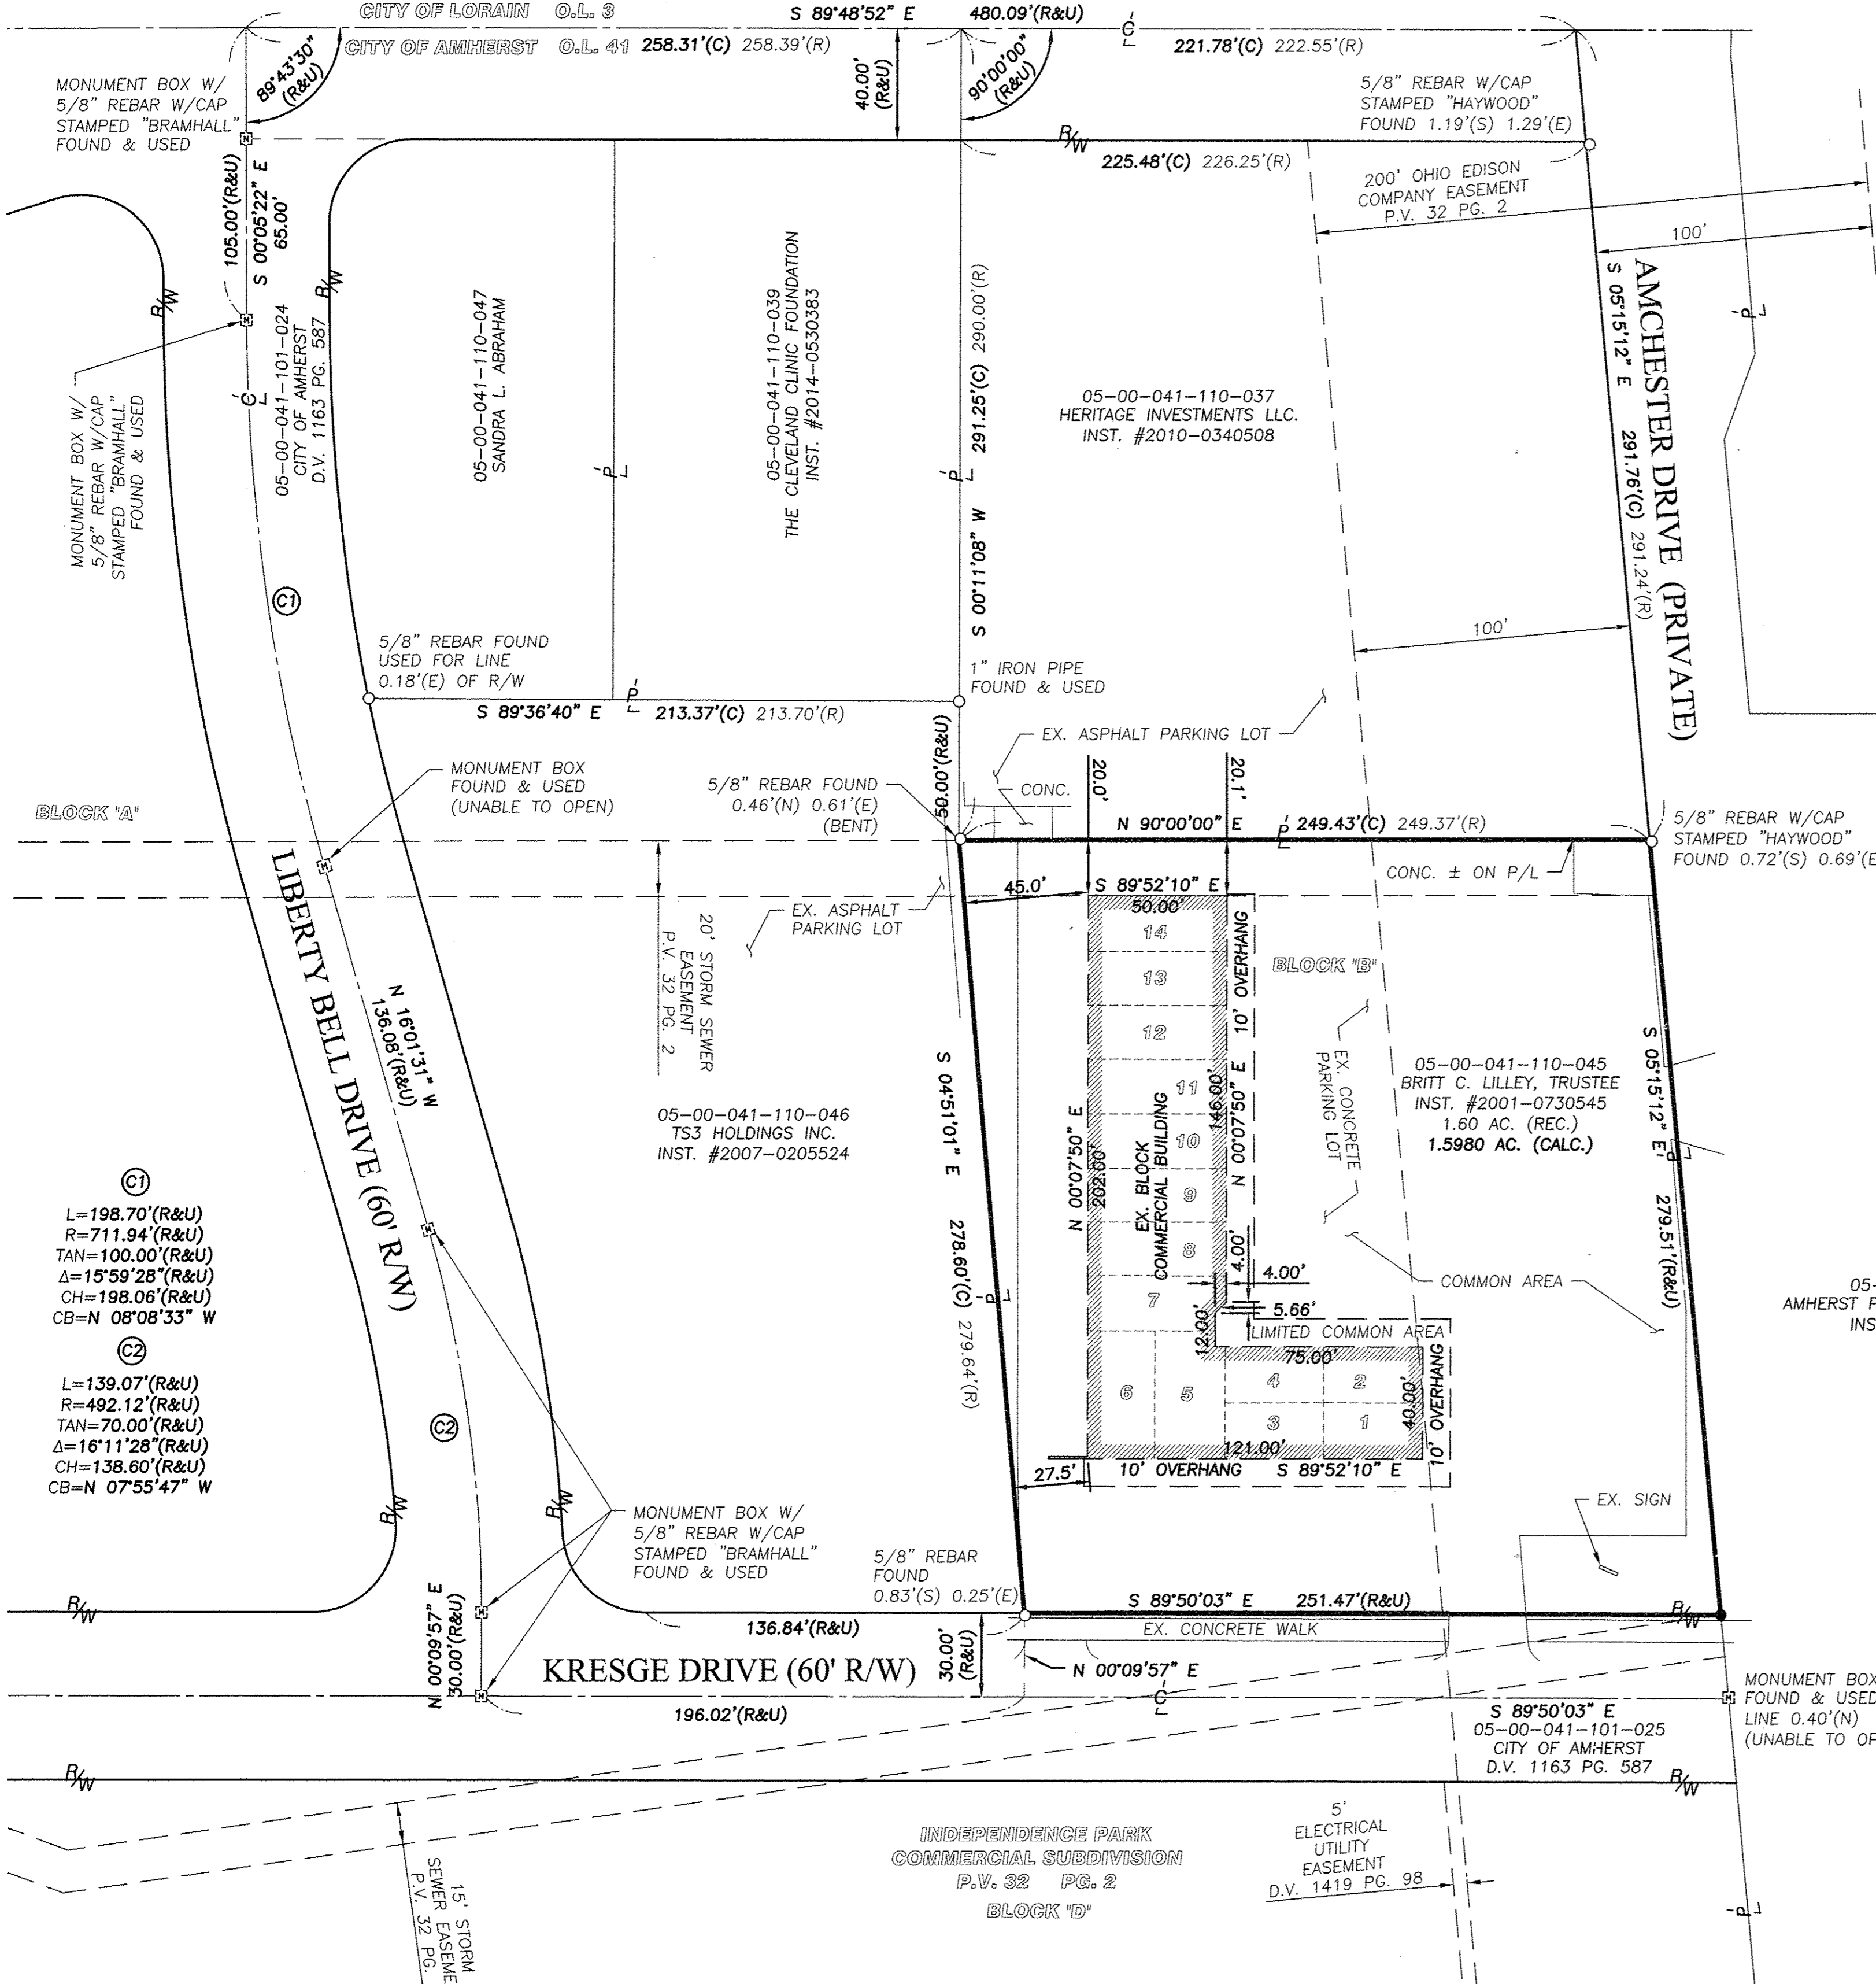 CITY OF LORAIN O.L. 3
S 89°48'52" E 480.09'(R&U)
CITY OF AMHERST O.L. 41 258.31'(C) 258.39'(R)
221.78'(C) 222.55'(R)
89°43'30"
(R&U)
40.00'
(R&U)
90°00'00"
(R&U)
MONUMENT BOX W/
5/8" REBAR W/CAP
STAMPED "BRAMHALL"
FOUND & USED
5/8" REBAR W/CAP
STAMPED "HAYWOOD"
FOUND 1.19'(S) 1.29'(E)
R/W
225.48'(C) 226.25'(R)
200' OHIO EDISON
COMPANY EASEMENT
P.V. 32 PG. 2
100'
105.00'(R&U)
S 00°05'22" E
65.00'
R/W
R/W
AMCHESTER DRIVE (PRIVATE)
S 05°15'12" E 291.76'(C) 291.24'(R)
05-00-041-101-024
CITY OF AMHERST
D.V. 1163 PG. 587
05-00-041-110-047
SANDRA L. ABRAHAM
05-00-041-110-039
THE CLEVELAND CLINIC FOUNDATION
INST. #2014-0530383
S 00°11'08" W 291.25'(C) 290.00'(R)
05-00-041-110-037
HERITAGE INVESTMENTS LLC.
INST. #2010-0340508
MONUMENT BOX W/
5/8" REBAR W/CAP
STAMPED "BRAMHALL"
FOUND & USED
C1
100'
5/8" REBAR FOUND
USED FOR LINE
0.18'(E) OF R/W
1" IRON PIPE
FOUND & USED
S 89°36'40" E 213.37'(C) 213.70'(R)
50.00'(R&U)
EX. ASPHALT PARKING LOT
MONUMENT BOX
FOUND & USED
(UNABLE TO OPEN)
5/8" REBAR FOUND
0.46'(N) 0.61'(E)
(BENT)
CONC.
20.0'
20.1'
BLOCK "A"
N 90°00'00" E 249.43'(C) 249.37'(R)
5/8" REBAR W/CAP
STAMPED "HAYWOOD"
FOUND 0.72'(S) 0.69'(E
CONC. ± ON P/L
45.0'
S 89°52'10" E
50.00'
EX. ASPHALT
PARKING LOT
20' STORM SEWER
EASEMENT
P.V. 32 PG. 2
14
13
12
11
10
9
8
7
6
5
4
2
3
1
10' OVERHANG
BLOCK "B"
LIBERTY BELL DRIVE (60' R/W)
N 16°01'31" W
136.08'(R&U)
S 04°51'01" E 278.60'(C) 279.64'(R)
N 00°07'50" E
202.00'
EX. BLOCK
COMMERCIAL BUILDING
146.00'
N 00°07'50" E
EX. CONCRETE
PARKING LOT
05-00-041-110-045
BRITT C. LILLEY, TRUSTEE
INST. #2001-0730545
1.60 AC. (REC.)
1.5980 AC. (CALC.)
S 05°15'12" E 279.51'(R&U)
05-00-041-110-046
TS3 HOLDINGS INC.
INST. #2007-0205524
C1
L=198.70'(R&U)
R=711.94'(R&U)
TAN=100.00'(R&U)
Δ=15°59'28"(R&U)
CH=198.06'(R&U)
CB=N 08°08'33" W
C2
L=139.07'(R&U)
R=492.12'(R&U)
TAN=70.00'(R&U)
Δ=16°11'28"(R&U)
CH=138.60'(R&U)
CB=N 07°55'47" W
4.00'
4.00'
5.66'
12.00'
COMMON AREA
05-
AMHERST P
INS
LIMITED COMMON AREA
75.00'
40.00'
10' OVERHANG
121.00'
10' OVERHANG S 89°52'10" E
27.5'
C2
R/W
R/W
EX. SIGN
MONUMENT BOX W/
5/8" REBAR W/CAP
STAMPED "BRAMHALL"
FOUND & USED
5/8" REBAR
FOUND
0.83'(S) 0.25'(E)
R/W
N 00°09'57" E
30.00'(R&U)
136.84'(R&U)
S 89°50'03" E 251.47'(R&U)
R/W
EX. CONCRETE WALK
30.00'
(R&U)
KRESGE DRIVE (60' R/W)
N 00°09'57" E
196.02'(R&U)
S 89°50'03" E
05-00-041-101-025
CITY OF AMHERST
D.V. 1163 PG. 587
MONUMENT BOX
FOUND & USED
LINE 0.40'(N)
(UNABLE TO OP
R/W
R/W
INDEPENDENCE PARK
COMMERCIAL SUBDIVISION
P.V. 32 PG. 2
BLOCK "D"
5'
ELECTRICAL
UTILITY
EASEMENT
D.V. 1419 PG. 98
15' STORM
SEWER EASEME
P.V. 32 PG.